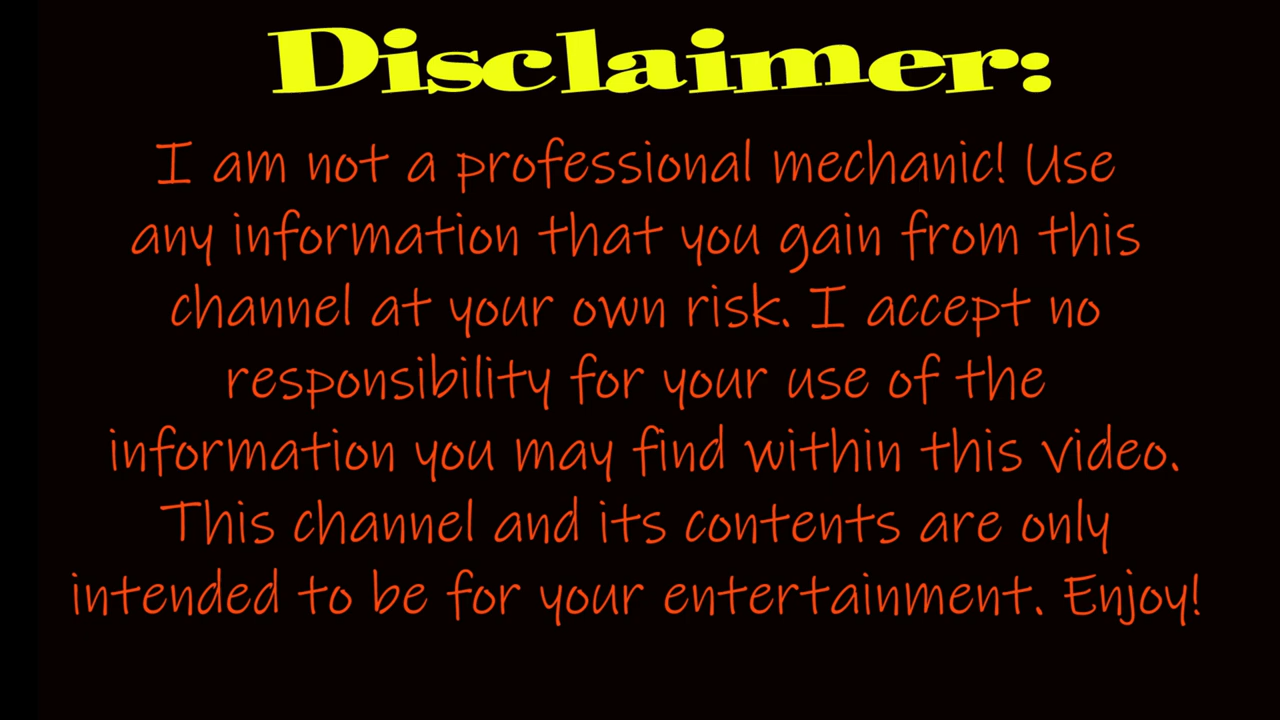 Disclaimer:
I am not a professional mechanic! Use
any information that you gain from this
channel at your own risk. I accept no
responsibility for your use of the
information you may find within this video.
This channel and its contents are only
intended to be for your entertainment. Enjoy!